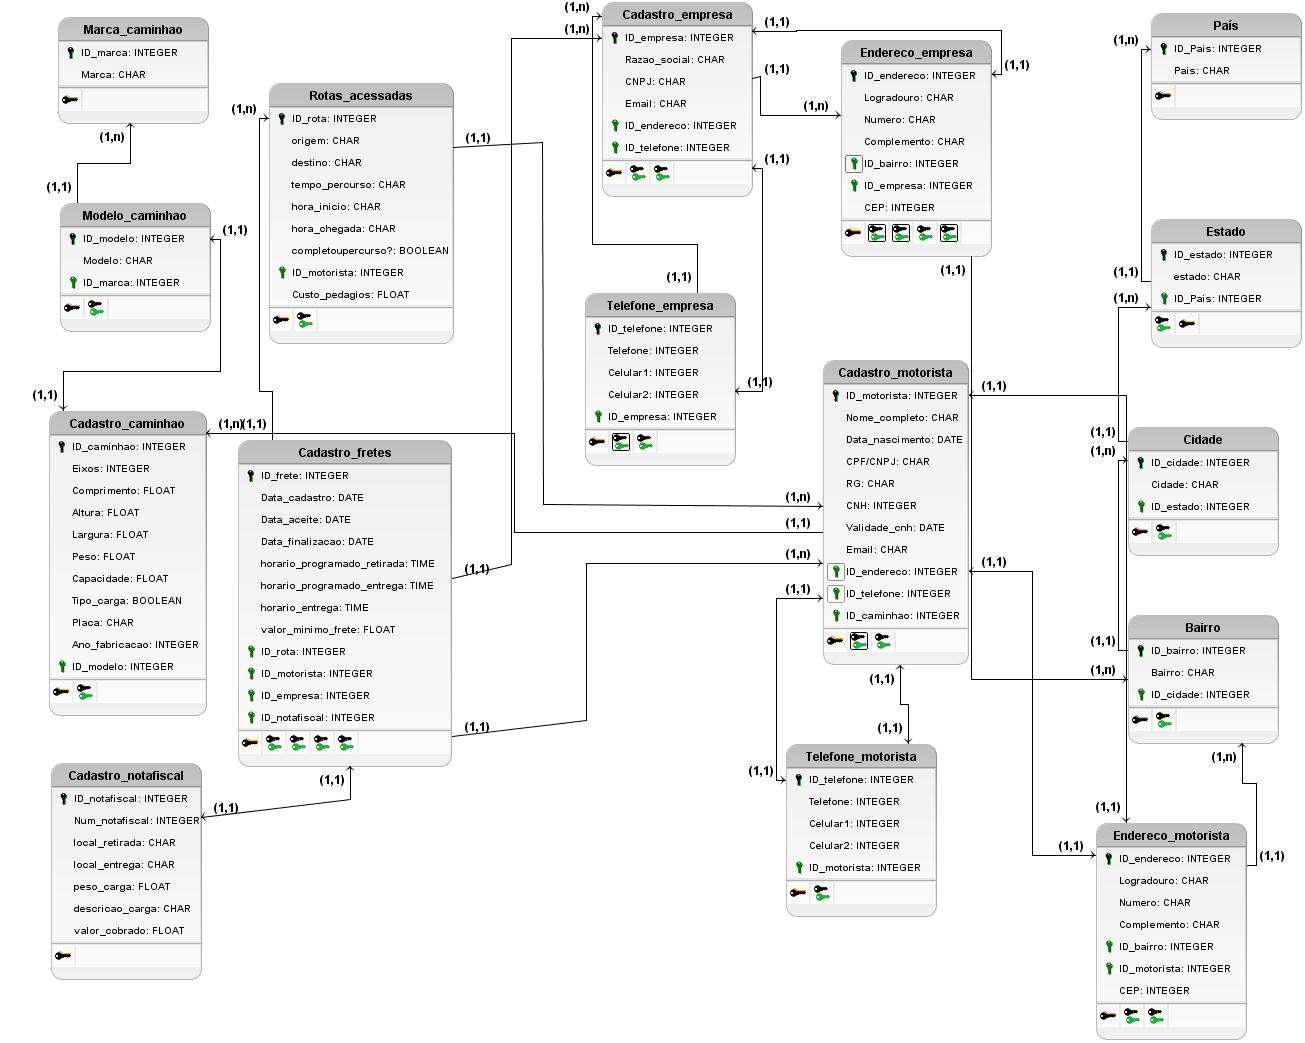 Marca_caminhao
ID_marca: INTEGER
Marca: CHAR
(1,n)
(1,1)
Modelo_caminhao
ID_modelo: INTEGER
Modelo: CHAR
ID_marca: INTEGER
(1,1)
(1,1)
Cadastro_caminhao
ID_caminhao: INTEGER
Eixos: INTEGER
Comprimento: FLOAT
Altura: FLOAT
Largura: FLOAT
Peso: FLOAT
Capacidade: FLOAT
Tipo_carga: BOOLEAN
Placa: CHAR
Ano_fabricacao: INTEGER
ID_modelo: INTEGER
(1,n)(1,1)
Cadastro_notafiscal
ID_notafiscal: INTEGER
Num_notafiscal: INTEGER
local_retirada: CHAR
local_entrega: CHAR
peso_carga: FLOAT
descricao_carga: CHAR
valor_cobrado: FLOAT
(1,1)
(1,1)
(1,n)
Rotas_acessadas
ID_rota: INTEGER
origem: CHAR
destino: CHAR
tempo_percurso: CHAR
hora_inicio: CHAR
hora_chegada: CHAR
completoupercurso?: BOOLEAN
ID_motorista: INTEGER
Custo_pedagios: FLOAT
(1,1)
Cadastro_fretes
ID_frete: INTEGER
Data_cadastro: DATE
Data_aceite: DATE
Data_finalizacao: DATE
horario_programado_retirada: TIME
horario_programado_entrega: TIME
horario_entrega: TIME
valor_minimo_frete: FLOAT
ID_rota: INTEGER
ID_motorista: INTEGER
ID_empresa: INTEGER
ID_notafiscal: INTEGER
(1,1)
(1,1)
(1,n)
(1,n)
Cadastro_empresa
ID_empresa: INTEGER
Razao_social: CHAR
CNPJ: CHAR
Email: CHAR
ID_endereco: INTEGER
ID_telefone: INTEGER
(1,1)
(1,1)
(1,n)
(1,1)
(1,1)
(1,1)
Telefone_empresa
ID_telefone: INTEGER
Telefone: INTEGER
Celular1: INTEGER
Celular2: INTEGER
ID_empresa: INTEGER
(1,1)
Endereco_empresa
ID_endereco: INTEGER
Logradouro: CHAR
Numero: CHAR
Complemento: CHAR
ID_bairro: INTEGER
ID_empresa: INTEGER
CEP: INTEGER
(1,1)
Cadastro_motorista
ID_motorista: INTEGER
Nome_completo: CHAR
Data_nascimento: DATE
CPF/CNPJ: CHAR
RG: CHAR
CNH: INTEGER
Validade_cnh: DATE
Email: CHAR
ID_endereco: INTEGER
ID_telefone: INTEGER
ID_caminhao: INTEGER
(1,1)
(1,n)
(1,1)
(1,n)
(1,1)
(1,1)
(1,1)
(1,1)
(1,1)
Telefone_motorista
ID_telefone: INTEGER
Telefone: INTEGER
Celular1: INTEGER
Celular2: INTEGER
ID_motorista: INTEGER
País
ID_Pais: INTEGER
Pais: CHAR
(1,n)
(1,1)
Estado
ID_estado: INTEGER
estado: CHAR
ID_Pais: INTEGER
(1,n)
(1,1)
Cidade
ID_cidade: INTEGER
Cidade: CHAR
ID_estado: INTEGER
(1,n)
(1,1)
Bairro
ID_bairro: INTEGER
Bairro: CHAR
ID_cidade: INTEGER
(1,n)
(1,n)
(1,1)
(1,1)
(1,1)
Endereco_motorista
ID_endereco: INTEGER
Logradouro: CHAR
Numero: CHAR
Complemento: CHAR
ID_bairro: INTEGER
ID_motorista: INTEGER
CEP: INTEGER